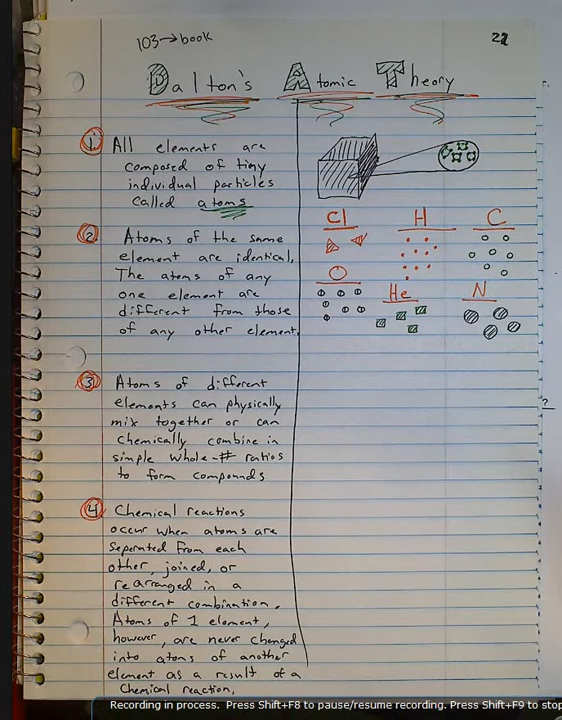 103→book
21
Dalton's Atomic Theory
1 All elements are
composed of tiny
individual particles
called atoms
2 Atoms of the same
element are identical.
The atoms of any
one element are
different from those
of any other element.
Cl H C
O He N
3 Atoms of different
elements can physically
mix together or can
chemically combine in
simple whole-# ratios
to form compounds
4 Chemical reactions
occur when atoms are
seperated from each
other, joined, or
rearranged in a
different combination.
Atoms of 1 element,
however, are never changed
into atoms of another
element as a result of a
chemical reaction.
?
Recording in process. Press Shift+F8 to pause/resume recording. Press Shift+F9 to stop